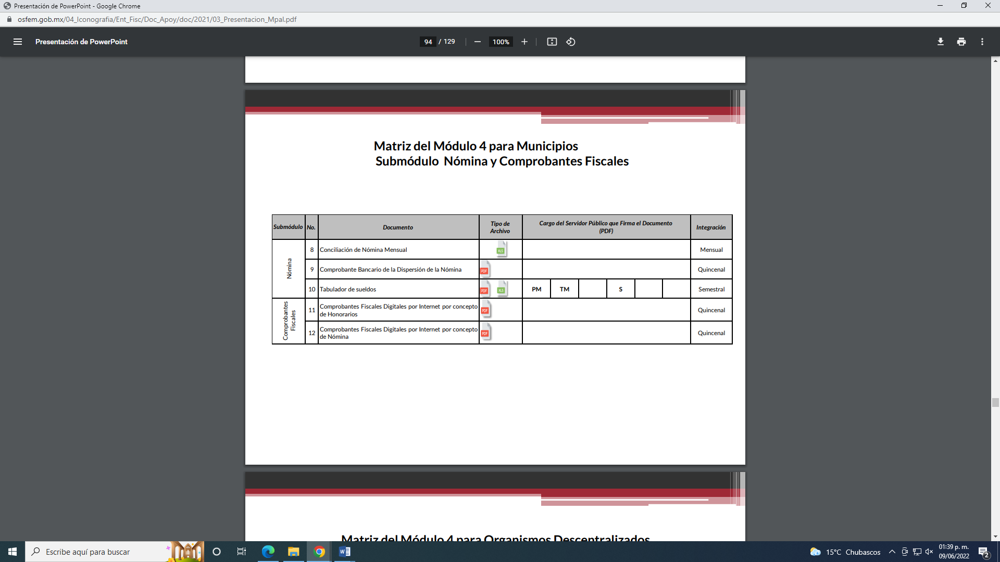 Presentación de PowerPoint - Google Chrome
osfem.gob.mx/04_Iconografia/Ent_Fisc/Doc_Apoy/doc/2021/03_Presentacion_Mpal.pdf
Presentación de PowerPoint
94 / 129
100%
Matriz del Módulo 4 para Municipios
Submódulo Nómina y Comprobantes Fiscales
Submódulo No. Documento Tipo de Archivo Cargo del Servidor Público que Firma el Documento (PDF) Integración
Nómina
8 Conciliación de Nómina Mensual XLS Mensual
9 Comprobante Bancario de la Dispersión de la Nómina PDF Quincenal
10 Tabulador de sueldos PDF XLS PM TM S Semestral
Comprobantes Fiscales
11 Comprobantes Fiscales Digitales por Internet por concepto
de Honorarios PDF Quincenal
12 Comprobantes Fiscales Digitales por Internet por concepto
de Nómina PDF Quincenal
Matriz del Módulo 4 para Organismos Descentralizados
Escribe aquí para buscar
15°C Chubascos
01:39 p. m.
09/06/2022
2